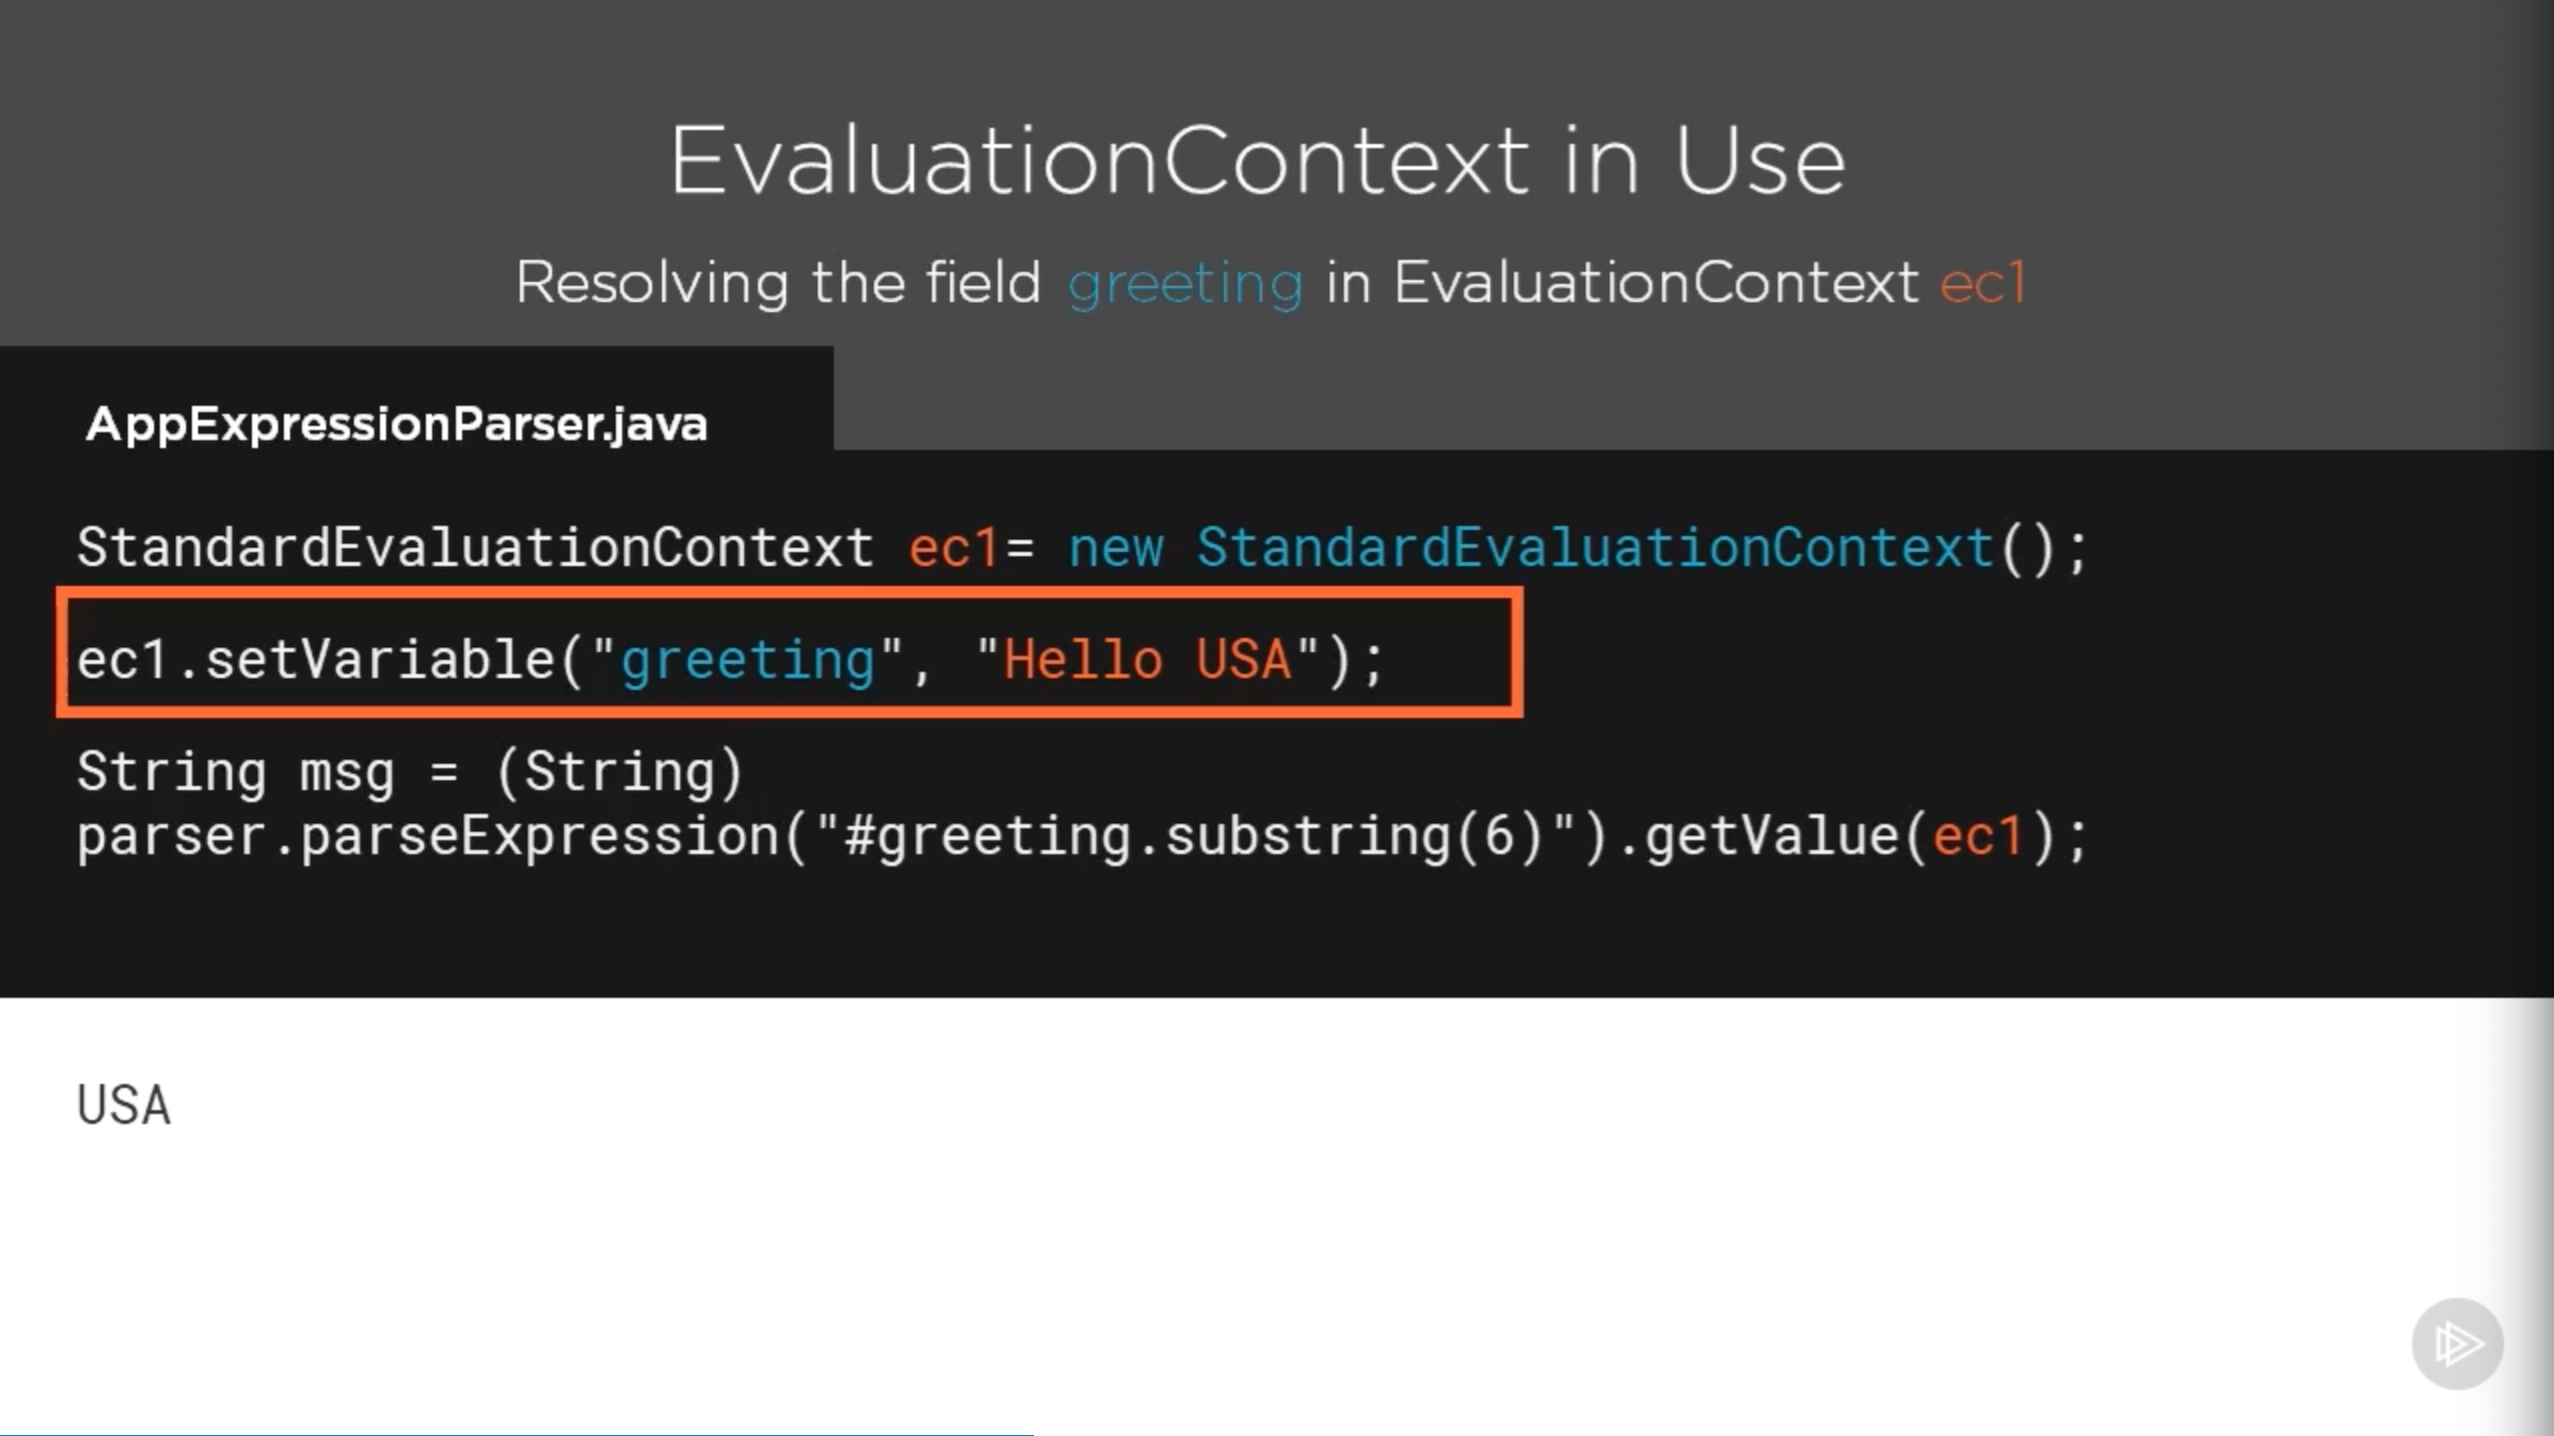 EvaluationContext in Use
Resolving the field greeting in EvaluationContext ec1
AppExpressionParser.java
StandardEvaluationContext ec1= new StandardEvaluationContext();
ec1.setVariable("greeting", "Hello USA");
String msg = (String)
parser.parseExpression("#greeting.substring(6)").getValue(ec1);
USA